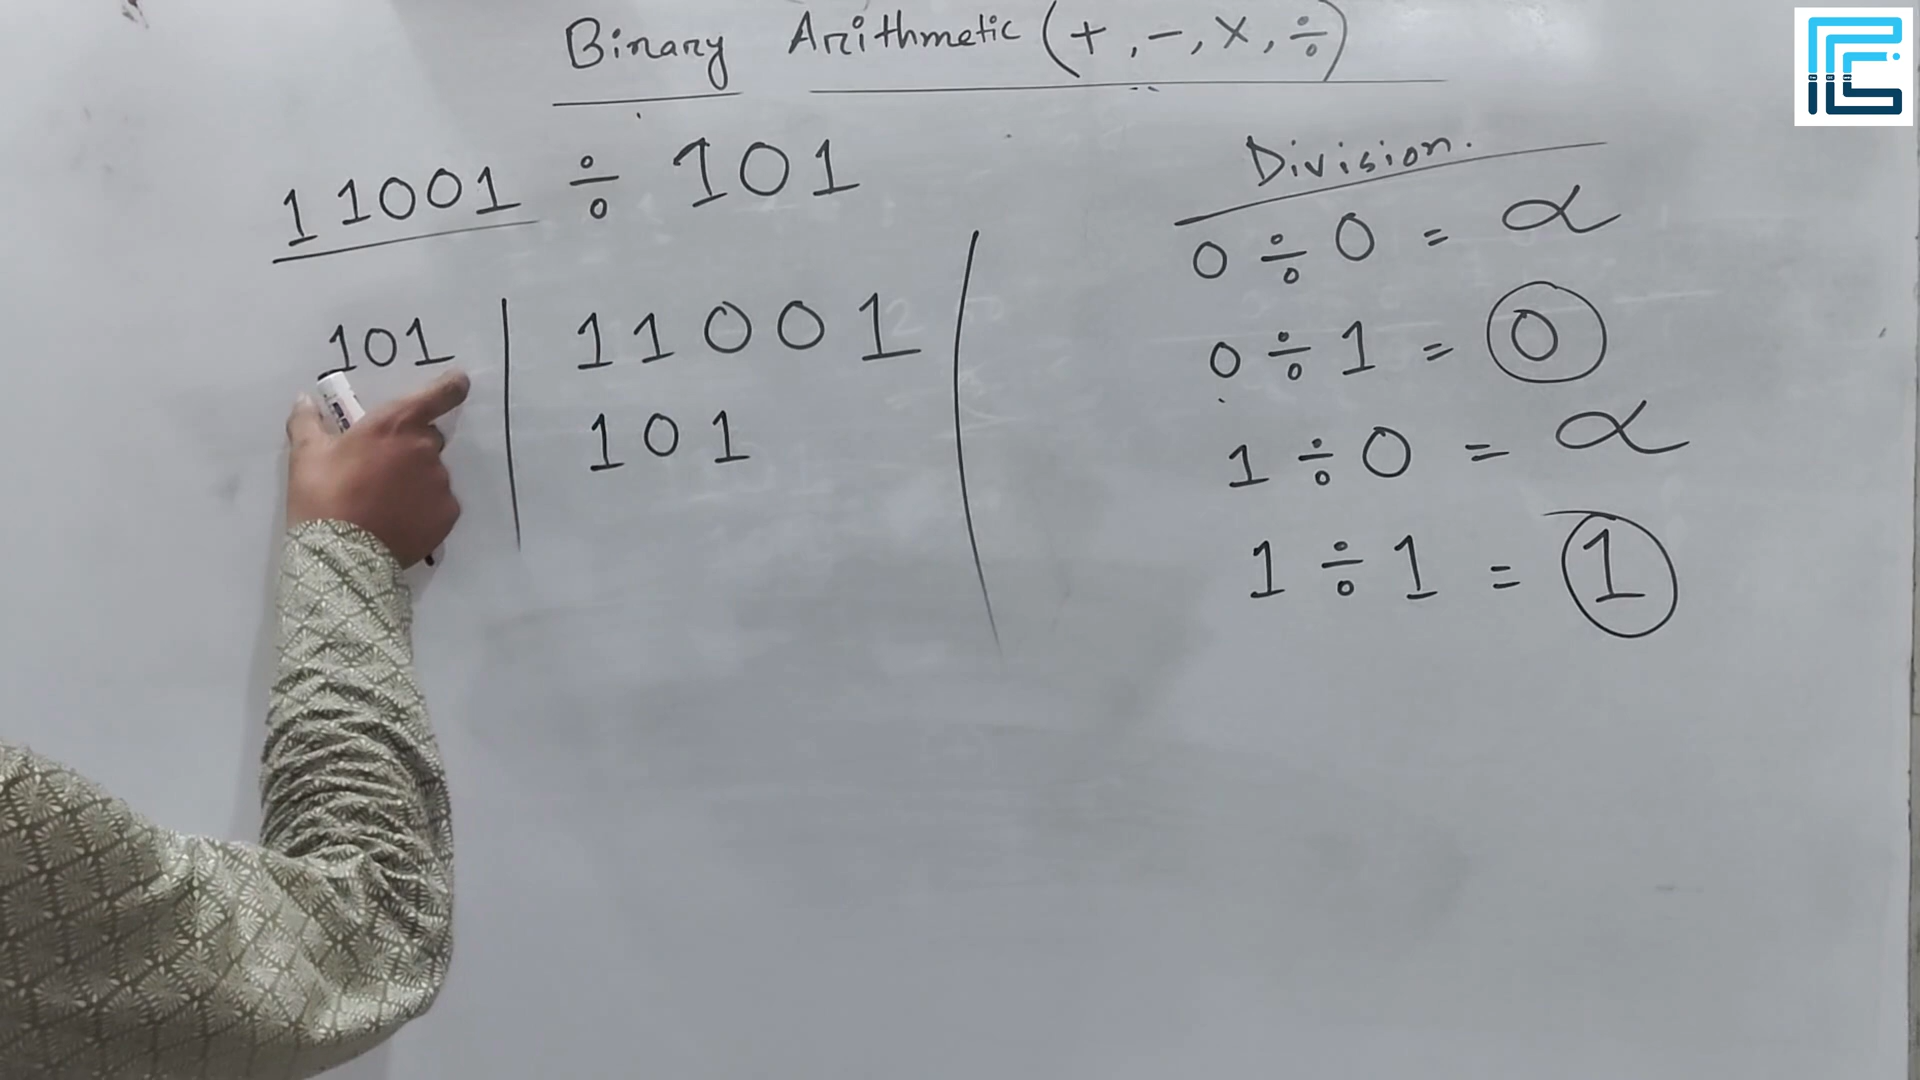 Binary Arithmetic (+, -, ×, ÷)
11001 ÷ 101
101 | 11001
101
Division.
0 ÷ 0 = α
0 ÷ 1 = 0
1 ÷ 0 = α
1 ÷ 1 = 1